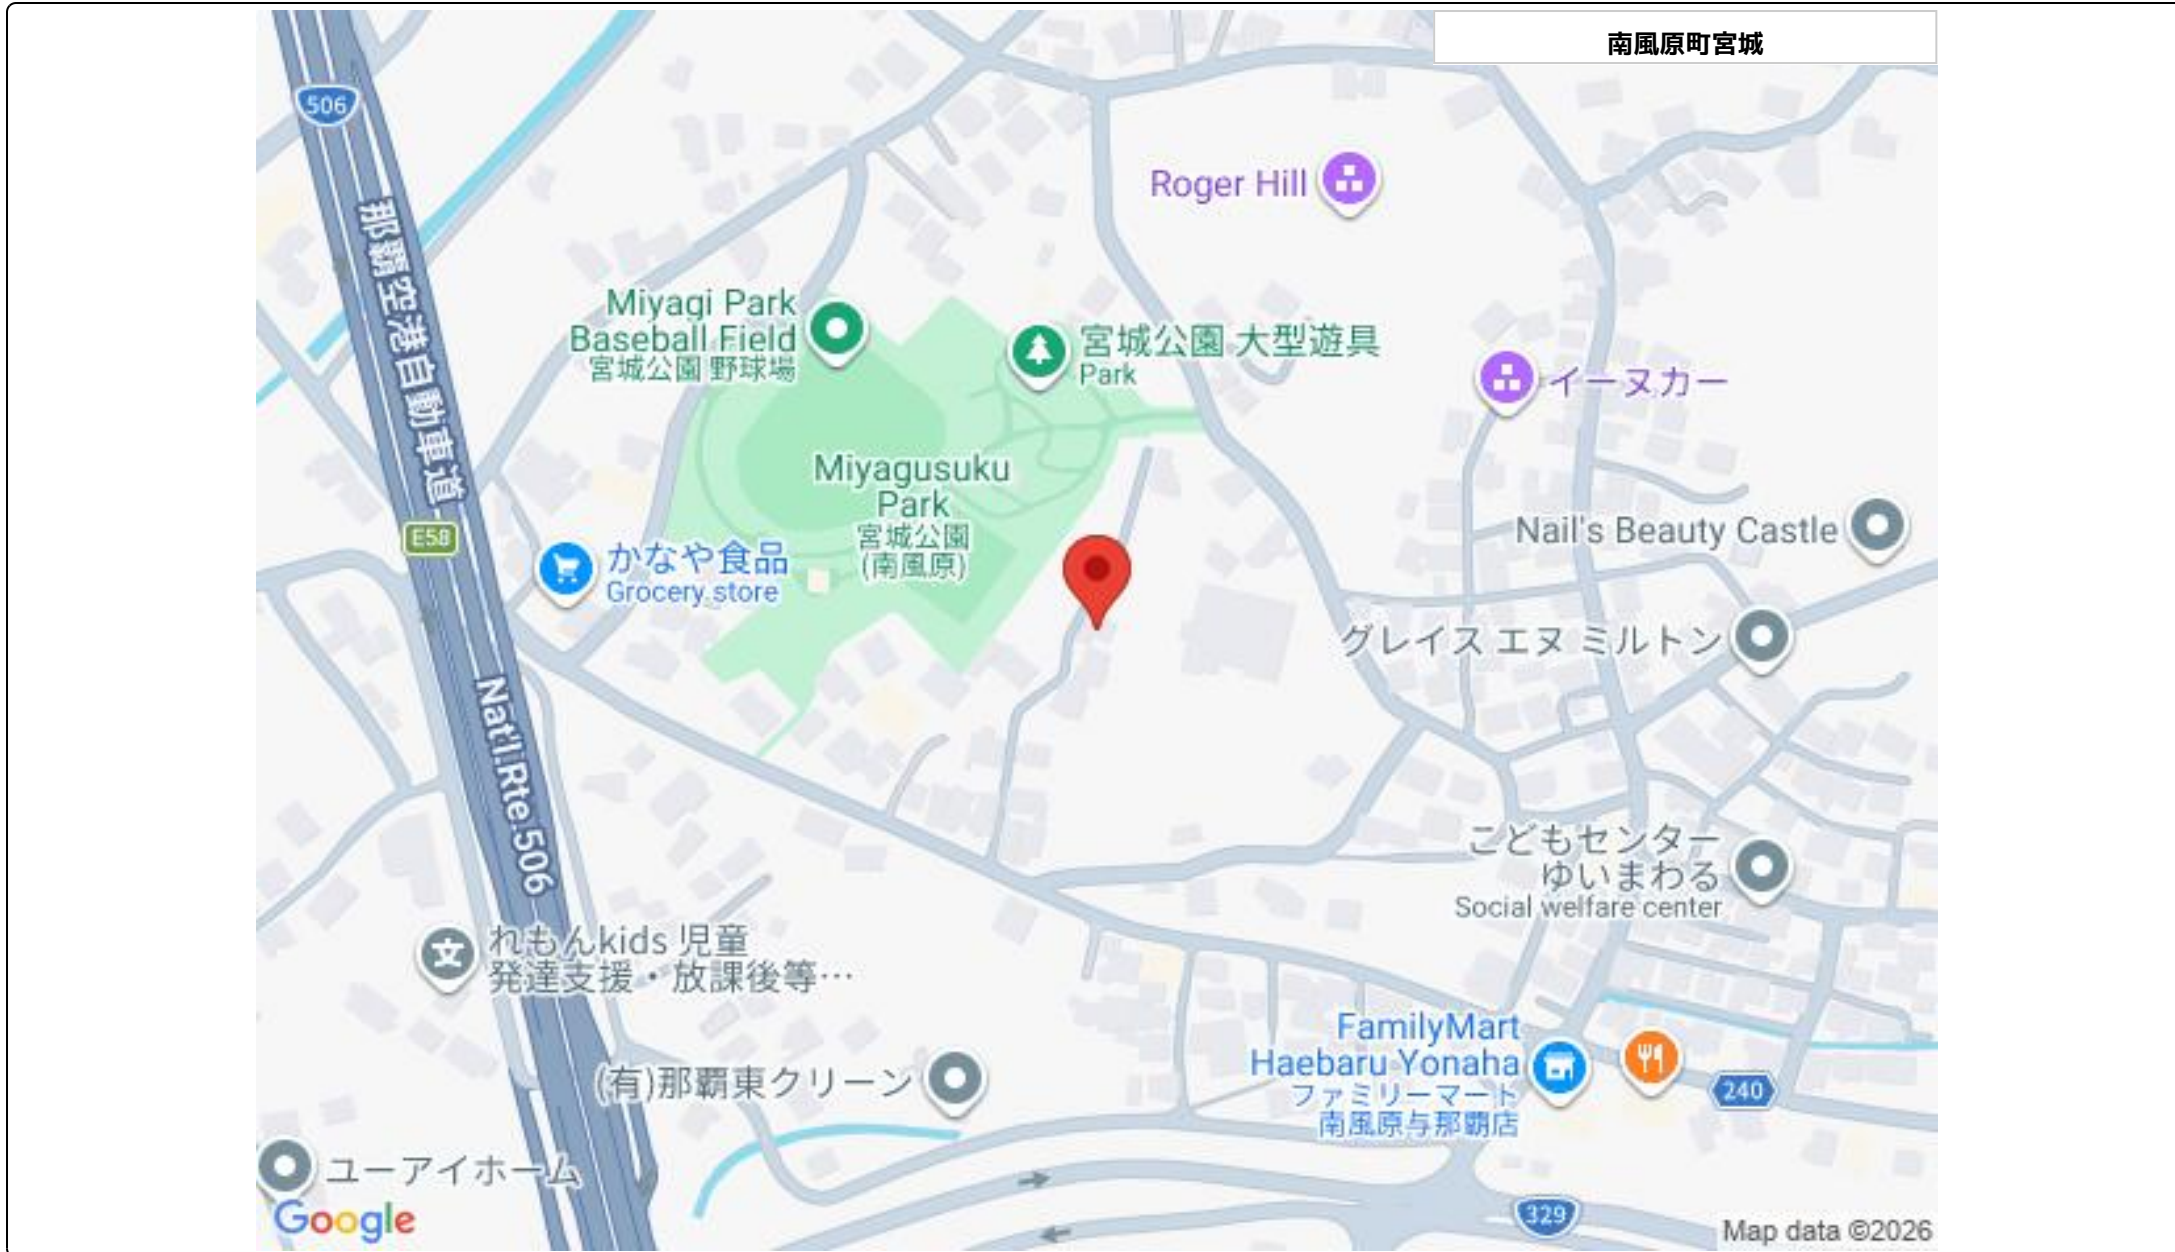 南風原町宮城
506
Roger Hill
那覇空港自動車道
Miyagi Park
Baseball Field
宮城公園 野球場
宮城公園 大型遊具
Park
イーヌカー
Miyagusuku
Park
宮城公園
(南風原)
Nail's Beauty Castle
E58
かなや食品
Grocery store
グレイス エヌ ミルトン
Nat'l Rte 506
こどもセンター
ゆいまわる
Social welfare center
れもんkids 児童
発達支援・放課後等…
FamilyMart
Haebaru Yonaha
ファミリーマート
南風原与那覇店
(有)那覇東クリーン
240
ユーアイホーム
Google
329
Map data ©2026